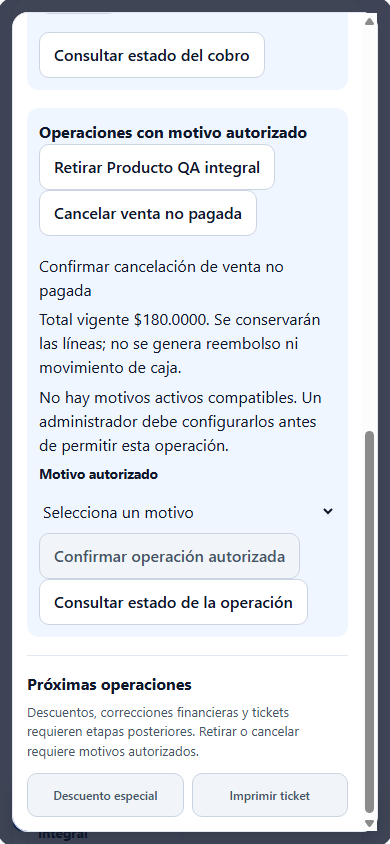 Consultar estado del cobro
Operaciones con motivo autorizado
Retirar Producto QA integral
Cancelar venta no pagada
Confirmar cancelación de venta no
pagada
Total vigente $180.0000. Se conservarán
las líneas; no se genera reembolso ni
movimiento de caja.
No hay motivos activos compatibles. Un
administrador debe configurarlos antes
de permitir esta operación.
Motivo autorizado
Selecciona un motivo
Confirmar operación autorizada
Consultar estado de la operación
Próximas operaciones
Descuentos, correcciones financieras y tickets
requieren etapas posteriores. Retirar o cancelar
requiere motivos autorizados.
Descuento especial
Imprimir ticket
integral